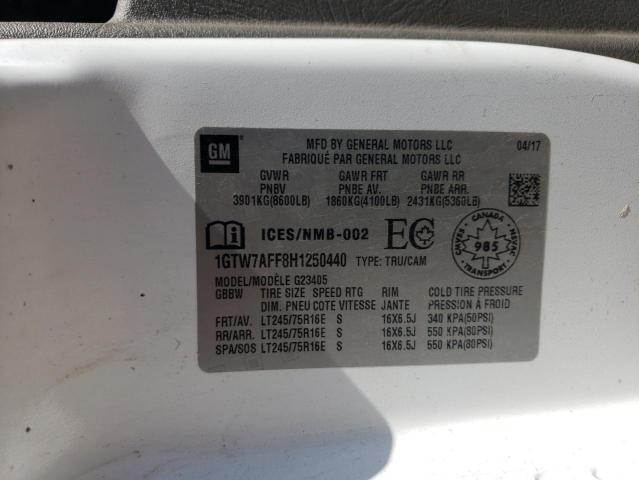 GM
MFD BY GENERAL MOTORS LLC 04/17
FABRIQUÉ PAR GENERAL MOTORS LLC
GVWR GAWR FRT GAWR RR
PNBV PNBE AV. PNBE ARR.
3901KG(8600LB) 1860KG(4100LB) 2431KG(5360LB)
ICES/NMB-002 EC
CANADA
CMVSS 985 NSVAC
TRANSPORT
1GTW7AFF8H1250440 TYPE: TRU/CAM
MODEL/MODÈLE G23405
GBBW TIRE SIZE SPEED RTG RIM COLD TIRE PRESSURE
DIM. PNEU COTE VITESSE JANTE PRESSION À FROID
FRT/AV. LT245/75R16E S 16X6.5J 340 KPA(50PSI)
RR/ARR. LT245/75R16E S 16X6.5J 550 KPA(80PSI)
SPA/SOS LT245/75R16E S 16X6.5J 550 KPA(80PSI)